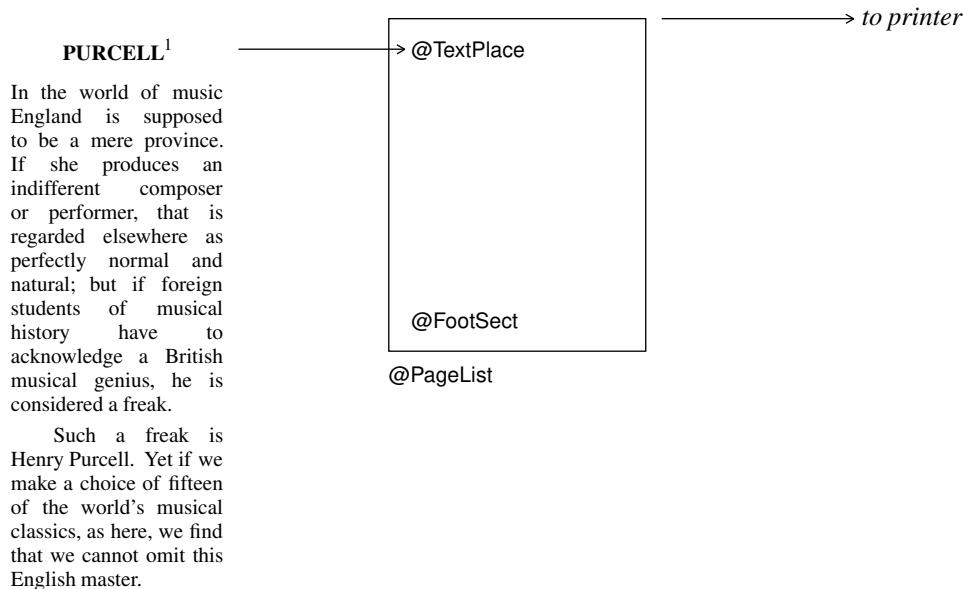 to printer
PURCELL1
@TextPlace
In the world of music
England is supposed
to be a mere province.
If she produces an
indifferent composer
or performer, that is
regarded elsewhere as
perfectly normal and
natural; but if foreign
students of musical
history have to
acknowledge a British
musical genius, he is
considered a freak.
Such a freak is
Henry Purcell. Yet if we
make a choice of fifteen
of the world's musical
classics, as here, we find
that we cannot omit this
English master.
@FootSect
@PageList